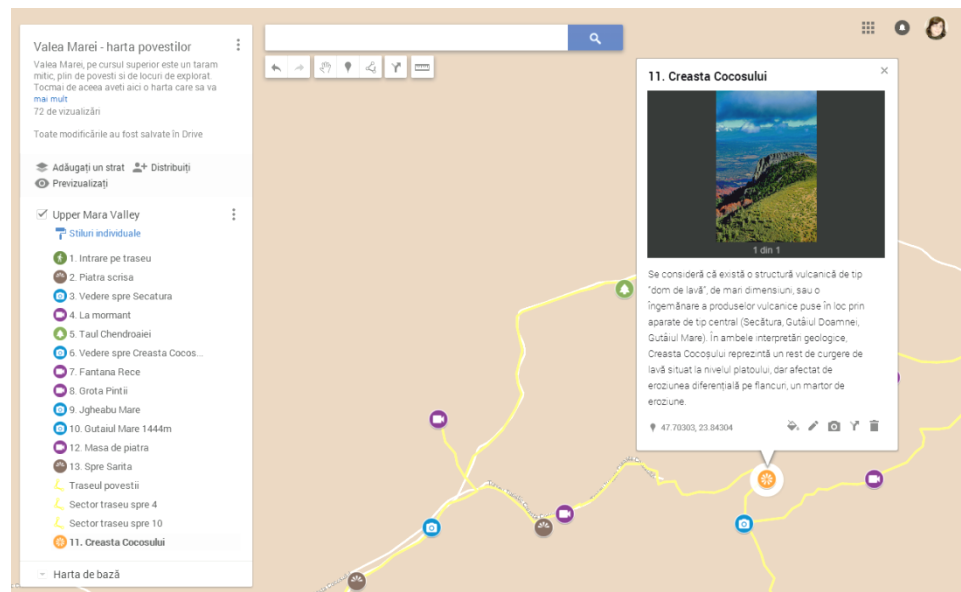 Valea Marei - harta povestilor
Valea Marei, pe cursul superior este un taram
mitic, plin de povesti si de locuri de explorat.
Tocmai de aceea aveti aici o harta care sa va
mai mult
72 de vizualizări
Toate modificările au fost salvate în Drive
Adăugați un strat Distribuiți
Previzualizați
Upper Mara Valley
Stiluri individuale
1. Intrare pe traseu
2. Piatra scrisa
3. Vedere spre Secatura
4. La mormant
5. Taul Chendroaiei
6. Vedere spre Creasta Cocos...
7. Fantana Rece
8. Grota Pintii
9. Jgheabu Mare
10. Gutaiul Mare 1444m
12. Masa de piatra
13. Spre Sarita
Traseul povestii
Sector traseu spre 4
Sector traseu spre 10
11. Creasta Cocosului
Harta de bază
11. Creasta Cocosului
1 din 1
Se consideră că există o structură vulcanică de tip
"dom de lavă", de mari dimensiuni, sau o
îngemănare a produselor vulcanice puse în loc prin
aparate de tip central (Secătura, Gutâiul Doamnei,
Gutâiul Mare). În ambele interpretări geologice,
Creasta Cocoșului reprezintă un rest de curgere de
lavă situat la nivelul platoului, dar afectat de
eroziunea diferențială pe flancuri, un martor de
eroziune.
47.70303, 23.84304